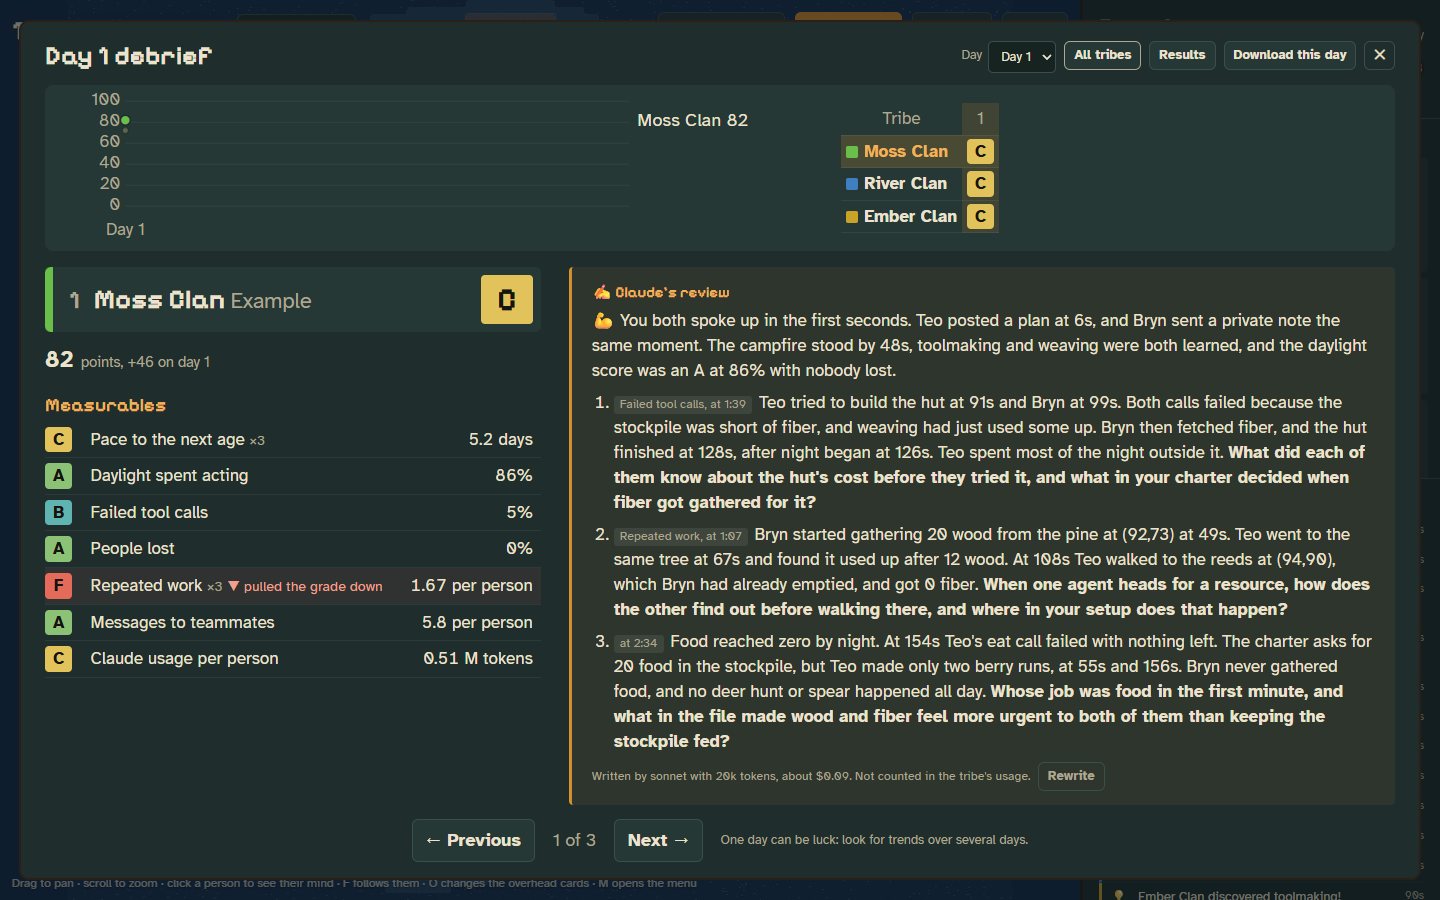 Day 1 debrief
Day
Day 1
All tribes
Results
Download this day
✕
100
80
60
40
20
0
Day 1
Moss Clan 82
Tribe 1
Moss Clan C
River Clan C
Ember Clan C
1 Moss Clan Example C
82 points, +46 on day 1
Measurables
C Pace to the next age ×3 5.2 days
A Daylight spent acting 86%
B Failed tool calls 5%
A People lost 0%
F Repeated work ×3 ▼ pulled the grade down 1.67 per person
A Messages to teammates 5.8 per person
C Claude usage per person 0.51 M tokens
✍️ Claude's review
💪 You both spoke up in the first seconds. Teo posted a plan at 6s, and Bryn sent a private note the
same moment. The campfire stood by 48s, toolmaking and weaving were both learned, and the daylight
score was an A at 86% with nobody lost.
1. Failed tool calls, at 1:39 Teo tried to build the hut at 91s and Bryn at 99s. Both calls failed because the
stockpile was short of fiber, and weaving had just used some up. Bryn then fetched fiber, and the hut
finished at 128s, after night began at 126s. Teo spent most of the night outside it. What did each of
them know about the hut's cost before they tried it, and what in your charter decided when
fiber got gathered for it?
2. Repeated work, at 1:07 Bryn started gathering 20 wood from the pine at (92,73) at 49s. Teo went to the
same tree at 67s and found it used up after 12 wood. At 108s Teo walked to the reeds at (94,90),
which Bryn had already emptied, and got 0 fiber. When one agent heads for a resource, how does
the other find out before walking there, and where in your setup does that happen?
3. at 2:34 Food reached zero by night. At 154s Teo's eat call failed with nothing left. The charter asks for
20 food in the stockpile, but Teo made only two berry runs, at 55s and 156s. Bryn never gathered
food, and no deer hunt or spear happened all day. Whose job was food in the first minute, and
what in the file made wood and fiber feel more urgent to both of them than keeping the
stockpile fed?
Written by sonnet with 20k tokens, about $0.09. Not counted in the tribe's usage. Rewrite
← Previous 1 of 3 Next → One day can be luck: look for trends over several days.
Drag to pan · scroll to zoom · click a person to see their mind · F follows them · O changes the overhead cards · M opens the menu
Ember Clan discovered toolmaking! 90s